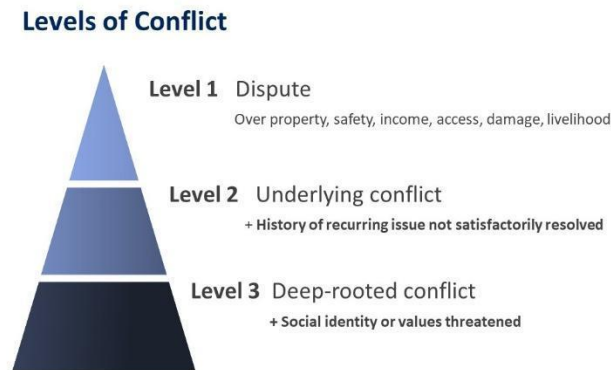 Levels of Conflict
Level 1 Dispute
Over property, safety, income, access, damage, livelihood
Level 2 Underlying conflict
+ History of recurring issue not satisfactorily resolved
Level 3 Deep-rooted conflict
+ Social identity or values threatened